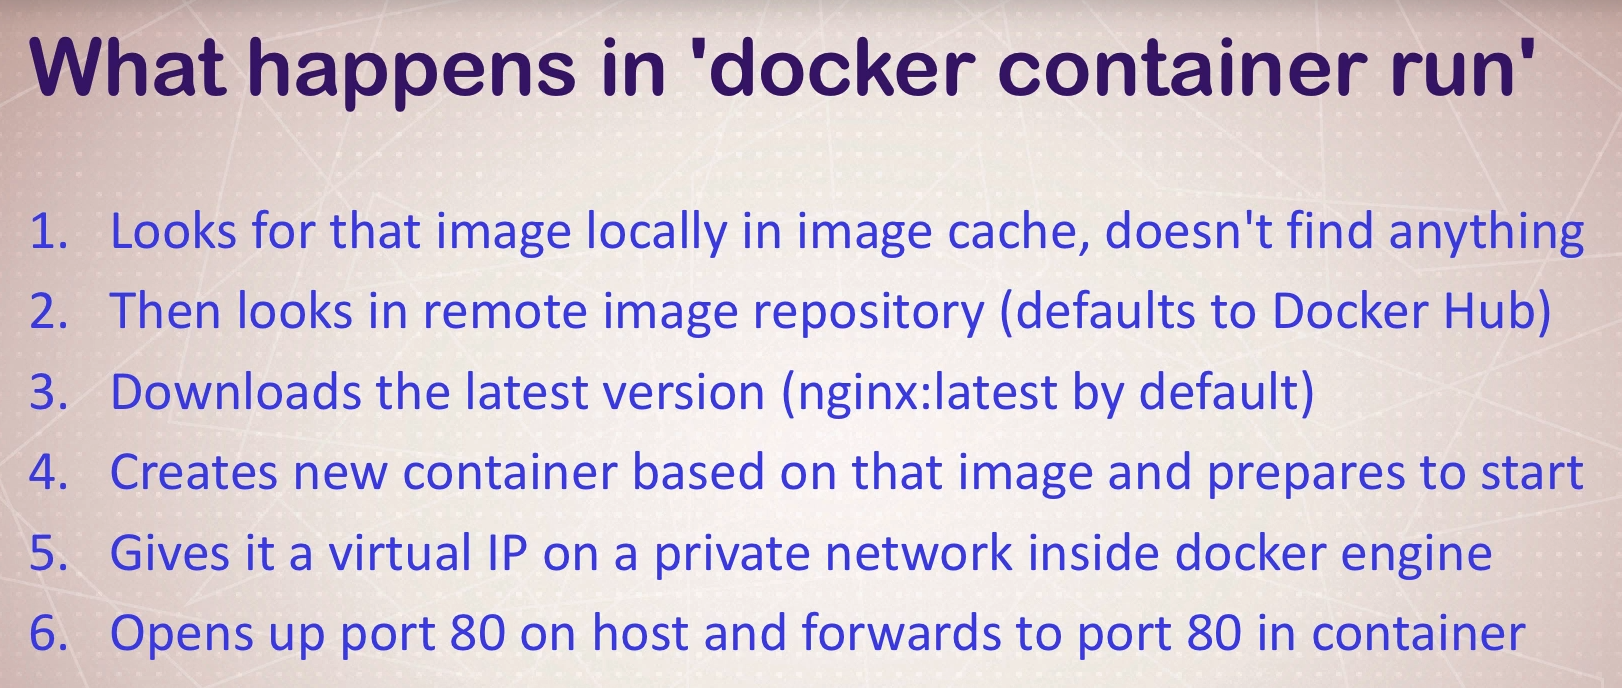 What happens in 'docker container run'
1. Looks for that image locally in image cache, doesn't find anything
2. Then looks in remote image repository (defaults to Docker Hub)
3. Downloads the latest version (nginx:latest by default)
4. Creates new container based on that image and prepares to start
5. Gives it a virtual IP on a private network inside docker engine
6. Opens up port 80 on host and forwards to port 80 in container